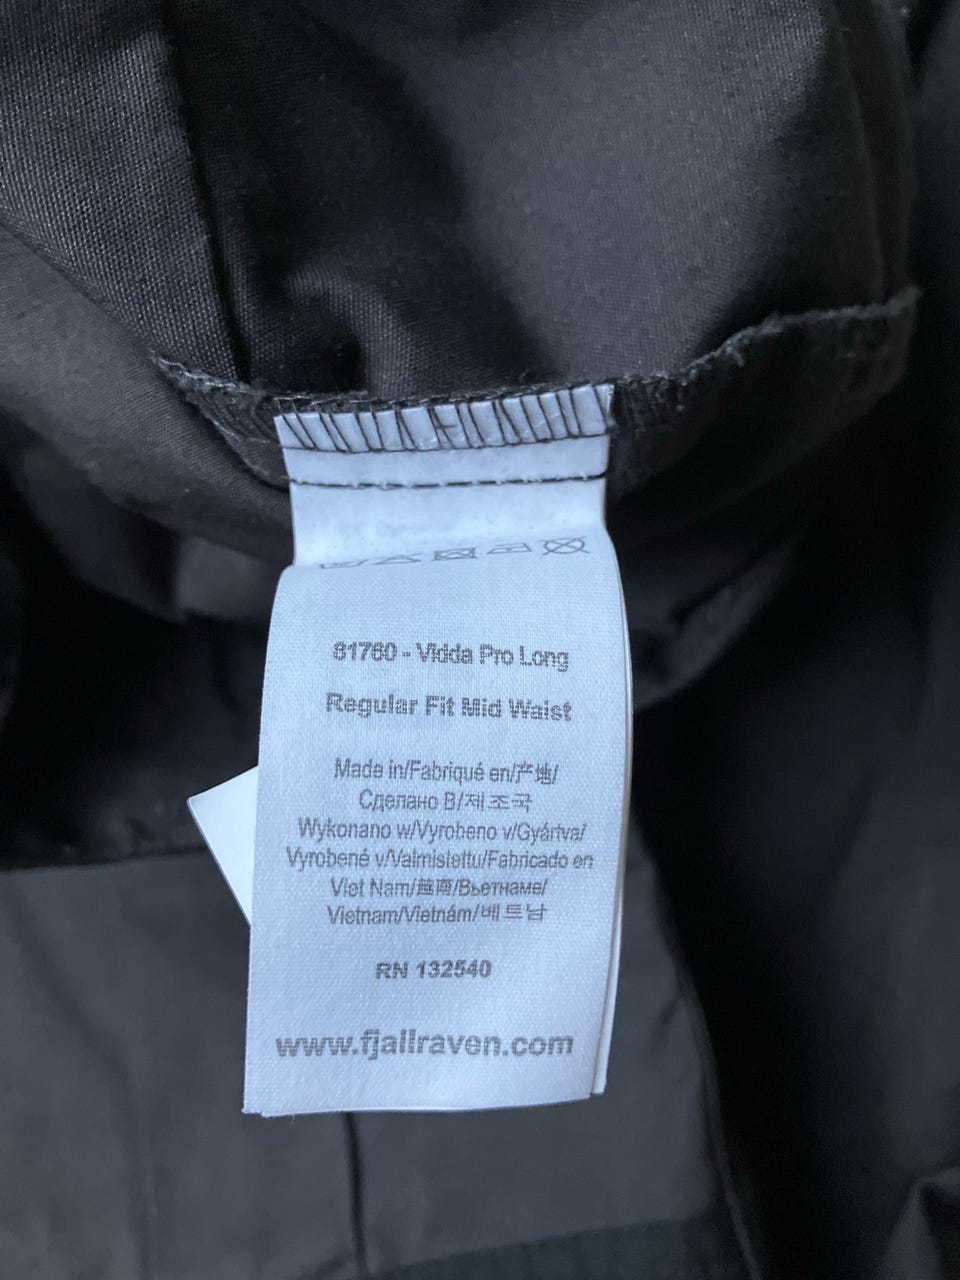 81760 - Vidda Pro Long
Regular Fit Mid Waist
Made in/Fabriqué en/产地/
Сделано В/제조국
Wykonano w/Vyrobeno v/Gyártva/
Vyrobené v/Valmistettu/Fabricado en
Viet Nam/越南/Вьетнаме/
Vietnam/Vietnám/베트남
RN 132540
www.fjallraven.com